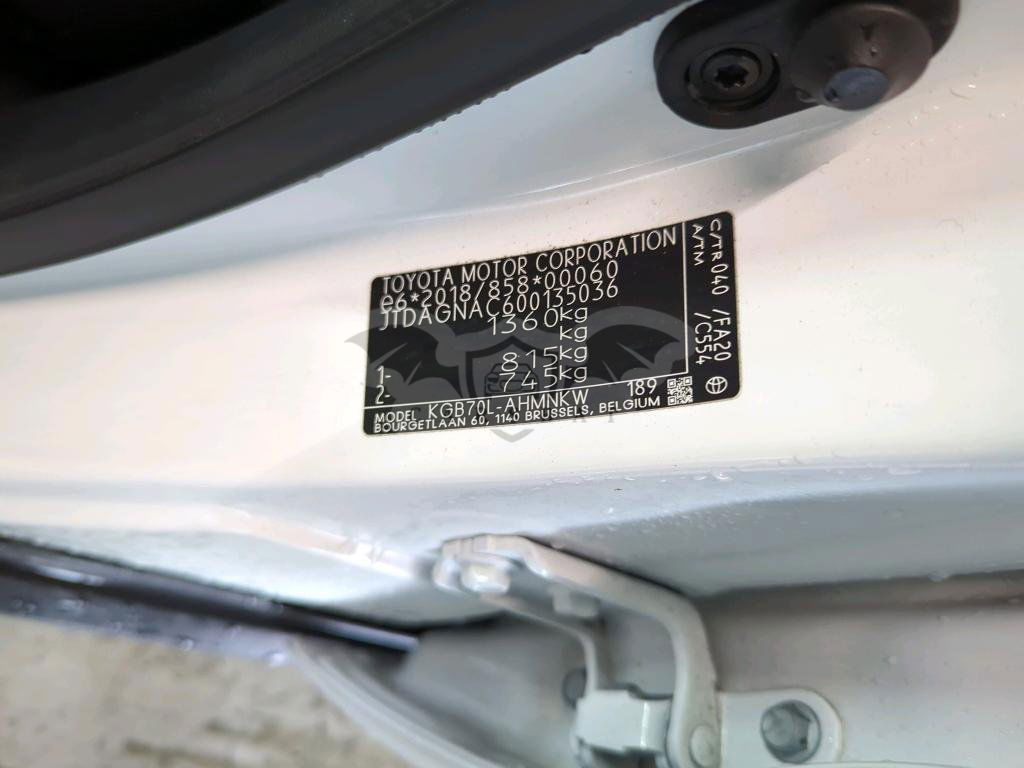 TOYOTA MOTOR CORPORATION
e6*2018/858*00060
JTDAGNAC600135036
1360kg
kg
1- 815kg
2- 745kg
MODEL KGB70L-AHMNKW 189
BOURGETLAAN 60, 1140 BRUSSELS, BELGIUM
C/TR 040 /FA20
A/TM /C554